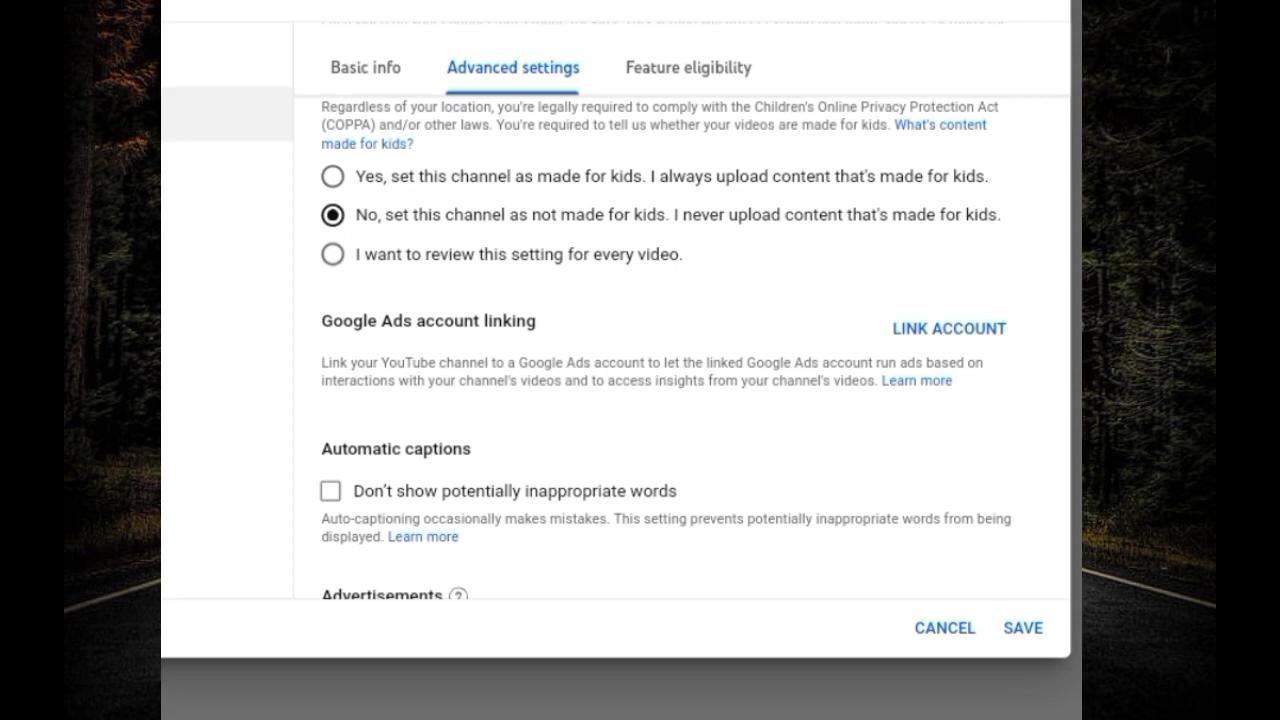 Basic info
Advanced settings
Feature eligibility
Regardless of your location, you're legally required to comply with the Children's Online Privacy Protection Act
(COPPA) and/or other laws. You're required to tell us whether your videos are made for kids. What's content
made for kids?
Yes, set this channel as made for kids. I always upload content that's made for kids.
No, set this channel as not made for kids. I never upload content that's made for kids.
I want to review this setting for every video.
Google Ads account linking
LINK ACCOUNT
Link your YouTube channel to a Google Ads account to let the linked Google Ads account run ads based on
interactions with your channel's videos and to access insights from your channel's videos. Learn more
Automatic captions
Don't show potentially inappropriate words
Auto-captioning occasionally makes mistakes. This setting prevents potentially inappropriate words from being
displayed. Learn more
Advertisements ?
CANCEL
SAVE